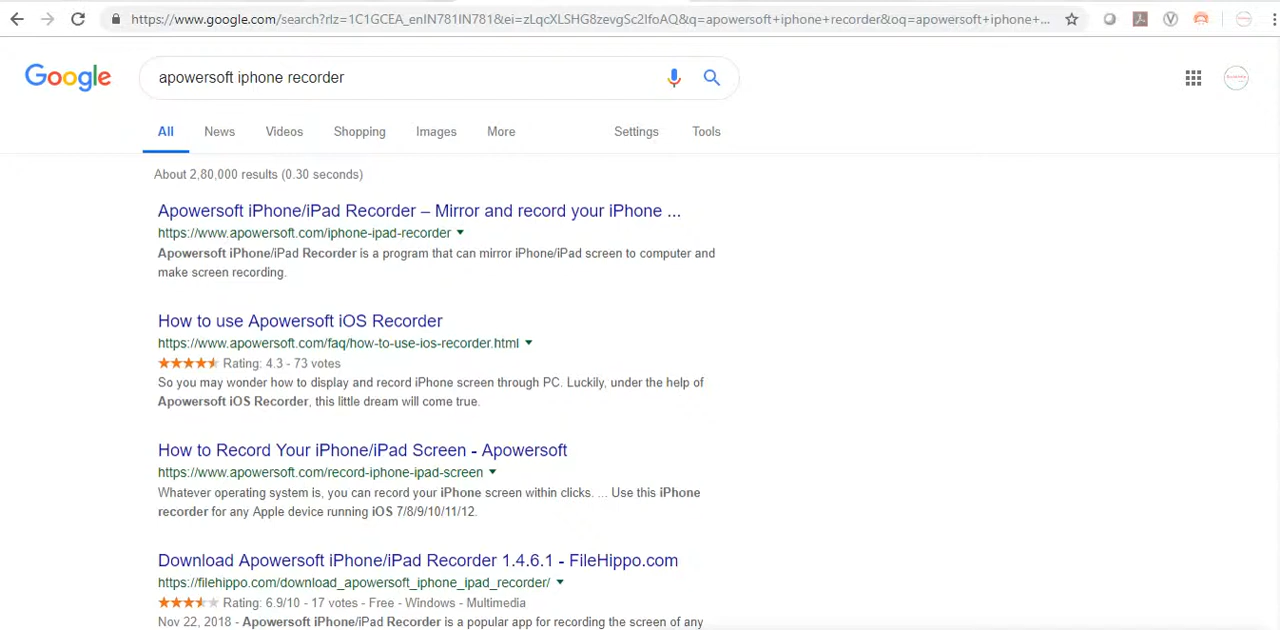 https://www.google.com/search?rlz=1C1GCEA_enIN781IN781&ei=zLqcXLSHG8zevgSc2IfoAQ&q=apowersoft+iphone+recorder&oq=apowersoft+iphone+...
Google
apowersoft iphone recorder
All News Videos Shopping Images More Settings Tools
About 2,80,000 results (0.30 seconds)
Apowersoft iPhone/iPad Recorder – Mirror and record your iPhone ...
https://www.apowersoft.com/iphone-ipad-recorder
Apowersoft iPhone/iPad Recorder is a program that can mirror iPhone/iPad screen to computer and
make screen recording.
How to use Apowersoft iOS Recorder
https://www.apowersoft.com/faq/how-to-use-ios-recorder.html
Rating: 4.3 - 73 votes
So you may wonder how to display and record iPhone screen through PC. Luckily, under the help of
Apowersoft iOS Recorder, this little dream will come true.
How to Record Your iPhone/iPad Screen - Apowersoft
https://www.apowersoft.com/record-iphone-ipad-screen
Whatever operating system is, you can record your iPhone screen within clicks. ... Use this iPhone
recorder for any Apple device running iOS 7/8/9/10/11/12.
Download Apowersoft iPhone/iPad Recorder 1.4.6.1 - FileHippo.com
https://filehippo.com/download_apowersoft_iphone_ipad_recorder/
Rating: 6.9/10 - 17 votes - Free - Windows - Multimedia
Nov 22, 2018 - Apowersoft iPhone/iPad Recorder is a popular app for recording the screen of any